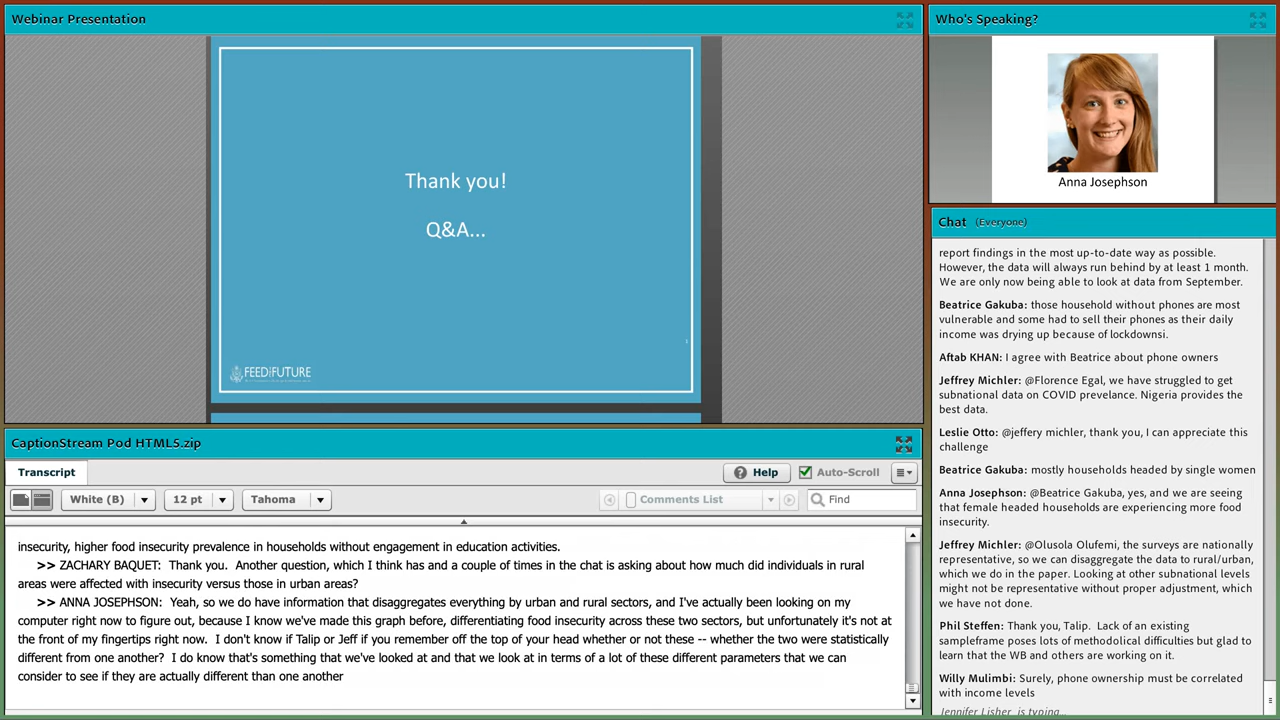 Webinar Presentation
Thank you!
Q&A...
FEED THE FUTURE
Who's Speaking?
Anna Josephson
Chat (Everyone)
report findings in the most up-to-date way as possible.
However, the data will always run behind by at least 1 month.
We are only now being able to look at data from September.
Beatrice Gakuba: those household without phones are most
vulnerable and some had to sell their phones as their daily
income was drying up because of lockdownsi.
Aftab KHAN: I agree with Beatrice about phone owners
Jeffrey Michler: @Florence Egal, we have struggled to get
subnational data on COVID prevelance. Nigeria provides the
best data.
Leslie Otto: @jeffery michler, thank you, I can appreciate this
challenge
Beatrice Gakuba: mostly households headed by single women
Anna Josephson: @Beatrice Gakuba, yes, and we are seeing
that female headed households are experiencing more food
insecurity.
Jeffrey Michler: @Olusola Olufemi, the surveys are nationally
representative, so we can disaggregate the data to rural/urban,
which we do in the paper. Looking at other subnational levels
might not be representative without proper adjustment, which
we have not done.
Phil Steffen: Thank you, Talip. Lack of an existing
sampleframe poses lots of methodolical difficulties but glad to
learn that the WB and others are working on it.
Willy Mulimbi: Surely, phone ownership must be correlated
with income levels
Jennifer Lisher is typing...
CaptionStream Pod HTML5.zip
Transcript
Help
Auto-Scroll
White (B)
12 pt
Tahoma
Comments List
Find
insecurity, higher food insecurity prevalence in households without engagement in education activities.
>> ZACHARY BAQUET: Thank you. Another question, which I think has and a couple of times in the chat is asking about how much did individuals in rural
areas were affected with insecurity versus those in urban areas?
>> ANNA JOSEPHSON: Yeah, so we do have information that disaggregates everything by urban and rural sectors, and I've actually been looking on my
computer right now to figure out, because I know we've made this graph before, differentiating food insecurity across these two sectors, but unfortunately it's not at
the front of my fingertips right now. I don't know if Talip or Jeff if you remember off the top of your head whether or not these -- whether the two were statistically
different from one another? I do know that's something that we've looked at and that we look at in terms of a lot of these different parameters that we can
consider to see if they are actually different than one another